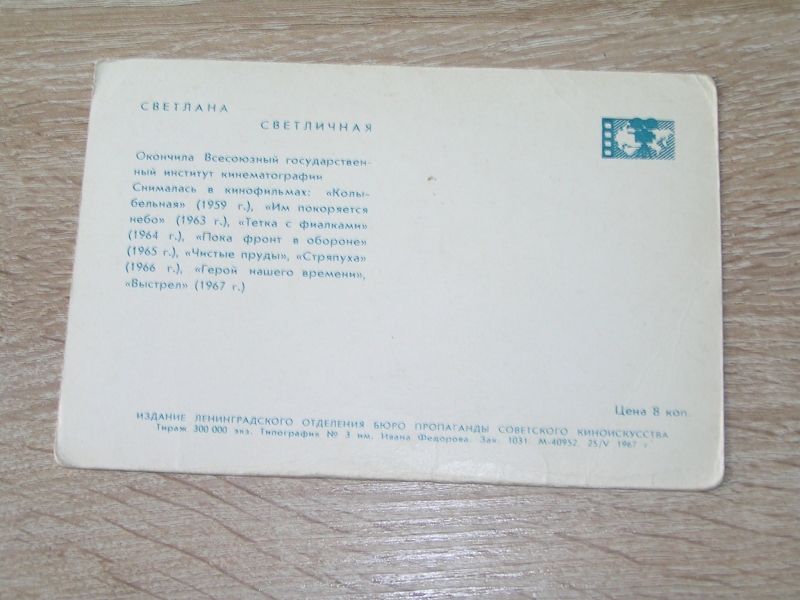 СВЕТЛАНА
СВЕТЛИЧНАЯ
Окончила Всесоюзный государствен-
ный институт кинематографии
Снималась в кинофильмах: «Колы-
бельная» (1959 г.), «Им покоряется
небо» (1963 г.), «Тетка с фиалками»
(1964 г.), «Пока фронт в обороне»
(1965 г.), «Чистые пруды», «Стряпуха»
(1966 г.), «Герой нашего времени»,
«Выстрел» (1967 г.)
Цена 8 коп
ИЗДАНИЕ ЛЕНИНГРАДСКОГО ОТДЕЛЕНИЯ БЮРО ПРОПАГАНДЫ СОВЕТСКОГО КИНОИСКУССТВА
Тираж 300 000 экз. Типография № 3 им. Ивана Федорова. Зак. 1031. М-40952. 25/V 1967 г.